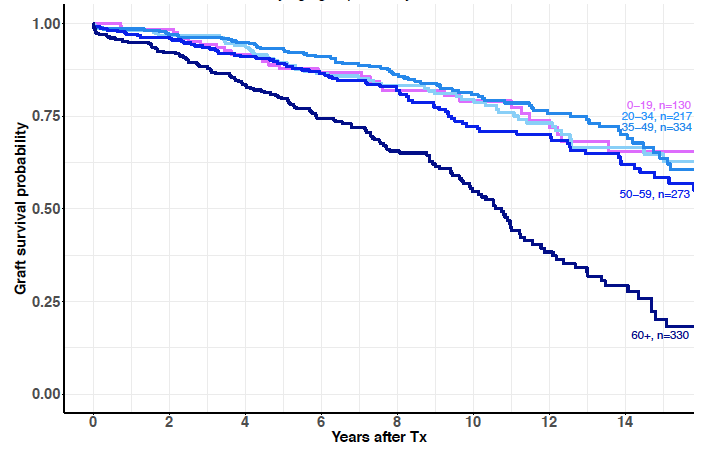 1.00
0.75
0.50
0.25
0.00
Graft survival probability
0−19, n=130
20−34, n=217
35−49, n=334
50−59, n=273
60+, n=330
0 2 4 6 8 10 12 14
Years after Tx